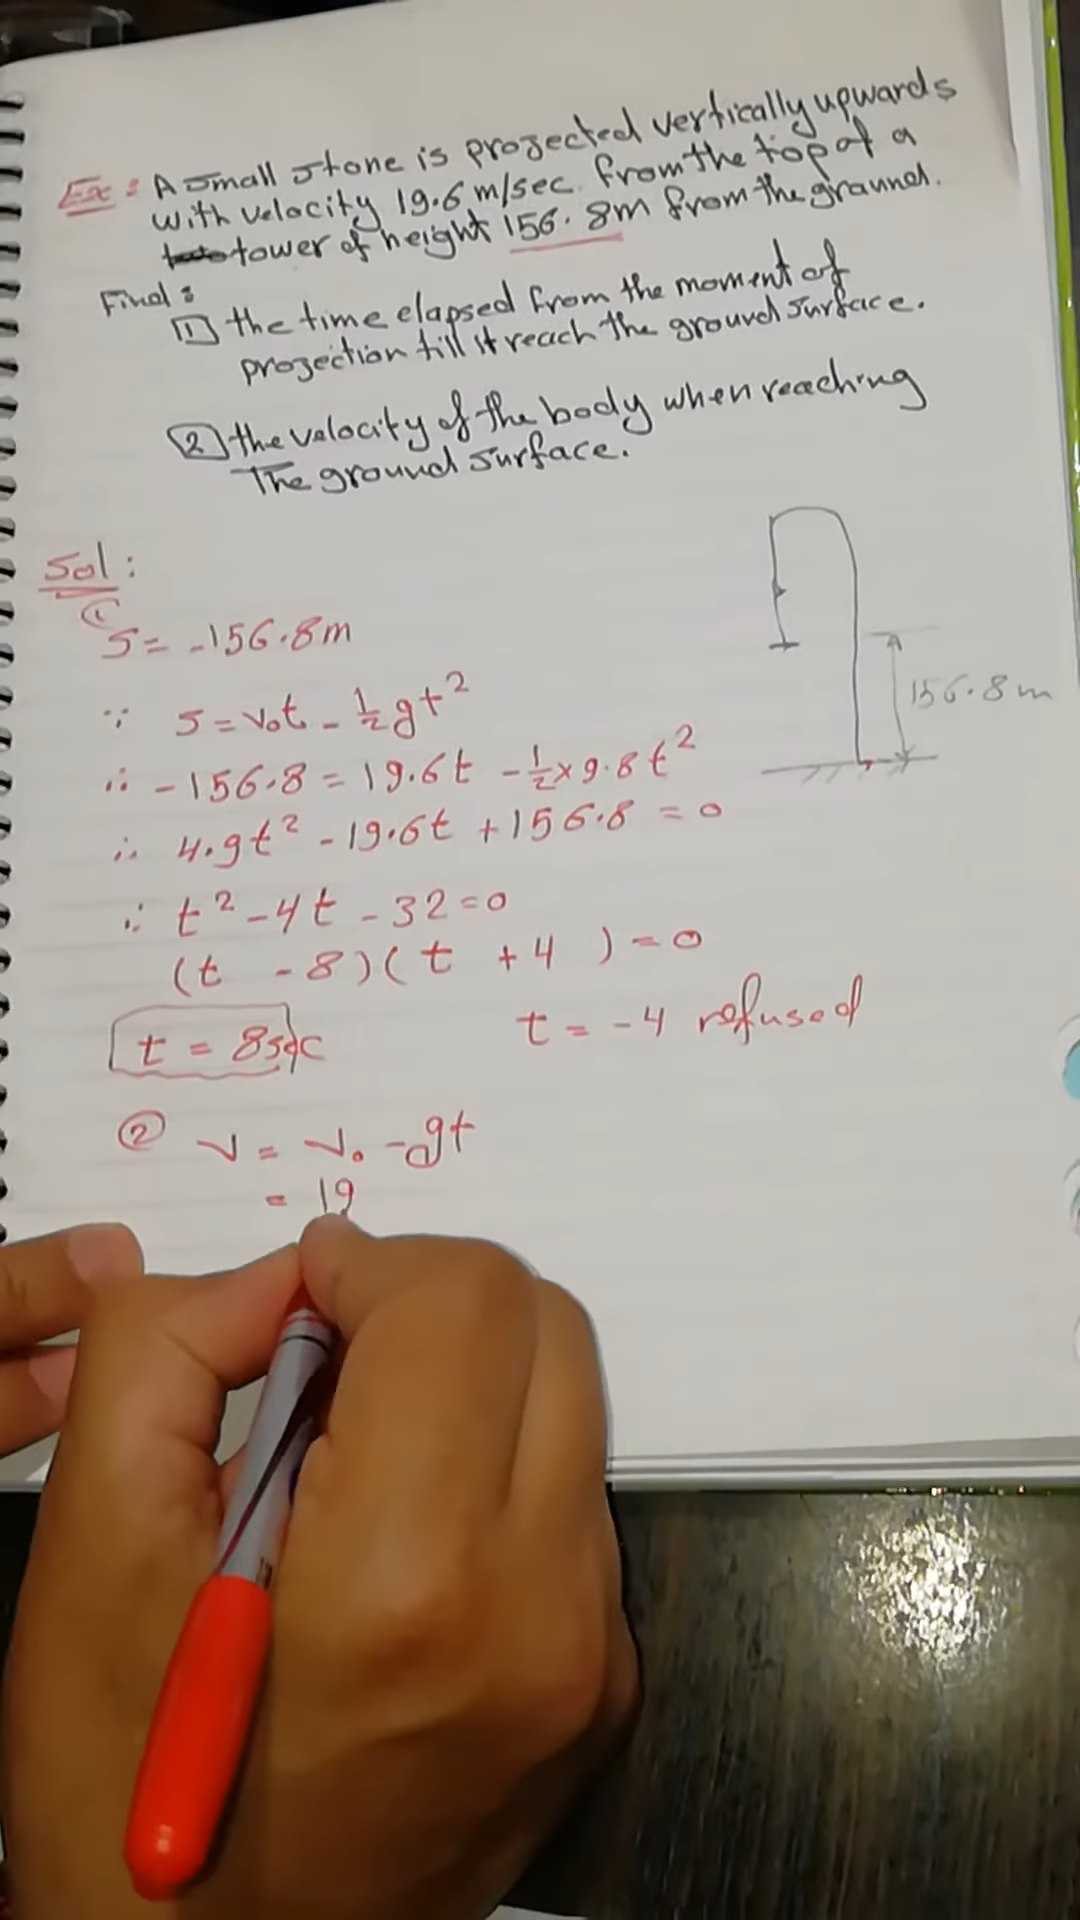 Ex: A small stone is projected vertically upwards
with velocity 19.6 m/sec. from the top of a
tower of height 156.8m from the graund.
Find:
1 the time elapsed from the moment of
projection till it reach the ground surface.
2 the velocity of the body when reaching
The ground surface.
Sol:
①
S = -156.8m
∵ S = V₀t - ½gt²
∴ -156.8 = 19.6t - ½×9.8t²
∴ 4.9t² - 19.6t + 156.8 = 0
∴ t² - 4t - 32 = 0
(t - 8)(t + 4) = 0
t = 8sec t = -4 refused
② V = V₀ - gt
= 19
156.8m